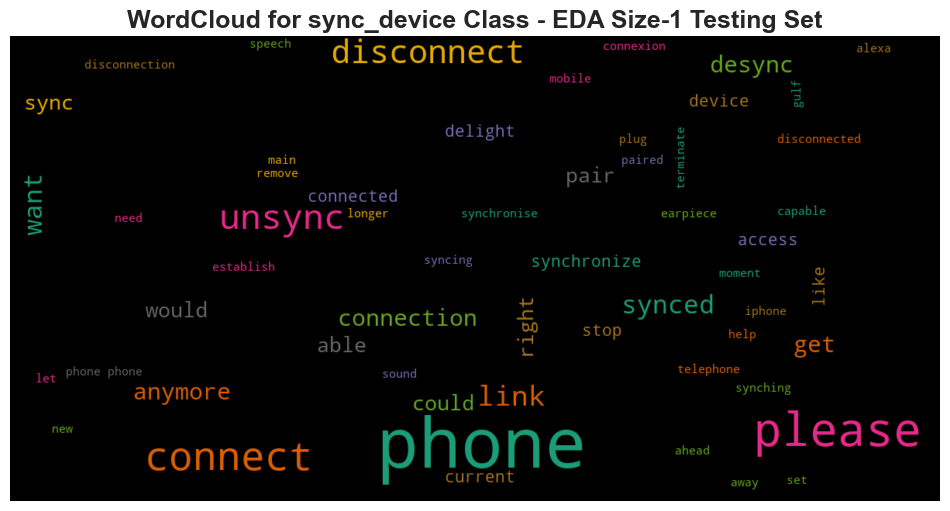 WordCloud for sync_device Class - EDA Size-1 Testing Set
speech
disconnect
connexion
alexa
disconnection
mobile
desync
gulf
sync
device
delight
plug
terminate
disconnected
main
paired
remove
pair
want
connected
need
unsync
longer
synchronise
earpiece
capable
access
establish
syncing
synchronize
moment
like
would
connection
right
synced
iphone
stop
help
able
get
let
phone phone
sound
telephone
anymore
could
link
synching
new
connect
phone
please
current
ahead
away
set